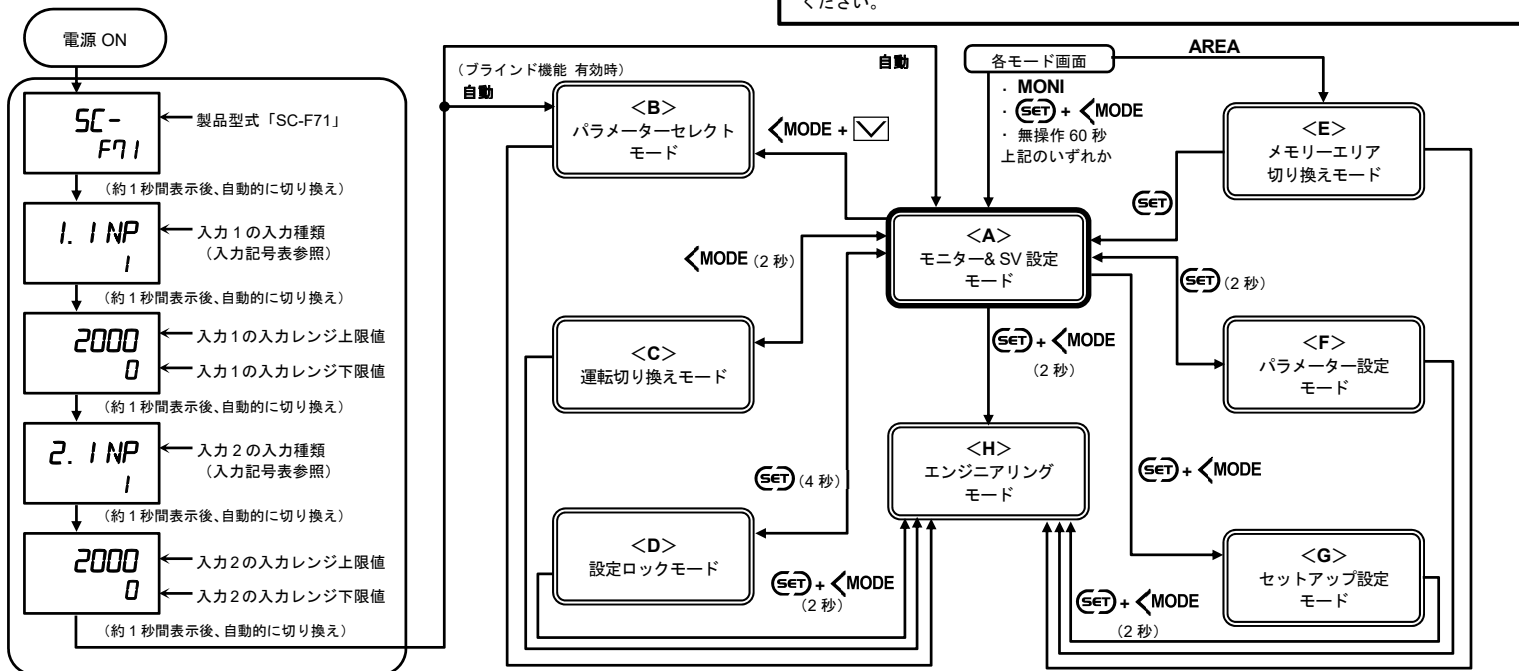 ください。
電源 ON
SC-
F71
製品型式「SC-F71」
(約1秒間表示後、自動的に切り換え)
1. INP
1
入力1の入力種類
(入力記号表参照)
(約1秒間表示後、自動的に切り換え)
2000
0
入力1の入力レンジ上限値
入力1の入力レンジ下限値
(約1秒間表示後、自動的に切り換え)
2. INP
1
入力2の入力種類
(入力記号表参照)
(約1秒間表示後、自動的に切り換え)
2000
0
入力2の入力レンジ上限値
入力2の入力レンジ下限値
(約1秒間表示後、自動的に切り換え)
(ブラインド機能 有効時)
自動
自動
<B>
パラメーターセレクト
モード
MODE +
各モード画面
AREA
· MONI
· SET + MODE
· 無操作 60 秒
上記のいずれか
<E>
メモリーエリア
切り換えモード
SET
<A>
モニター& SV 設定
モード
MODE (2 秒)
SET (2 秒)
<C>
運転切り換えモード
SET + MODE
(2 秒)
<F>
パラメーター設定
モード
<H>
エンジニアリング
モード
SET (4 秒)
SET + MODE
<D>
設定ロックモード
SET + MODE
(2 秒)
<G>
セットアップ設定
モード
SET + MODE
(2 秒)